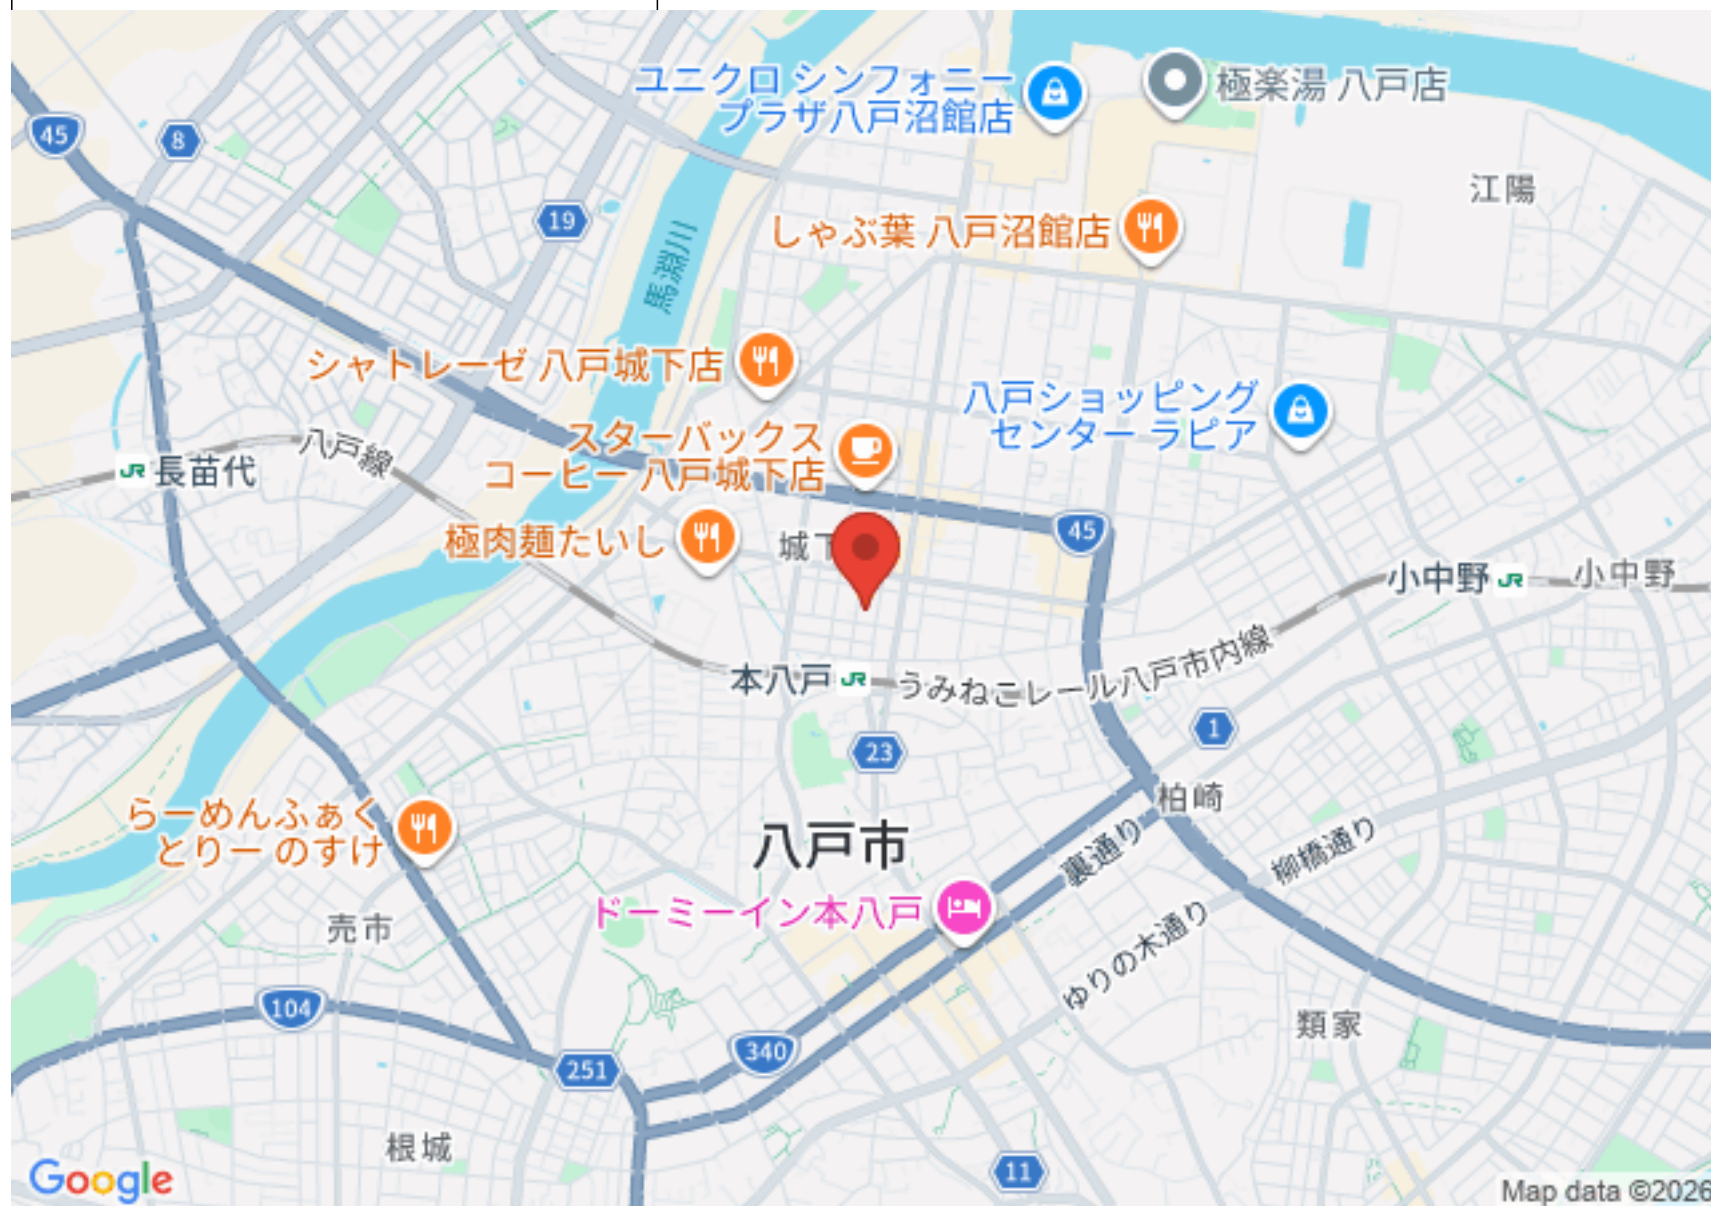 ユニクロ シンフォニー
プラザ八戸沼館店
極楽湯 八戸店
45
8
江陽
19
しゃぶ葉 八戸沼館店
馬淵川
シャトレーゼ 八戸城下店
八戸ショッピング
センター ラピア
スターバックス
コーヒー 八戸城下店
八戸線
JR 長苗代
45
極肉麺たいし
城下
小中野 JR
小中野
本八戸 JR
うみねこレール八戸市内線
1
23
柏崎
らーめんふぁく
とりー のすけ
八戸市
裏通り
柳橋通り
ドーミーイン本八戸
売市
ゆりの木通り
104
類家
340
251
根城
11
Google
Map data ©2026